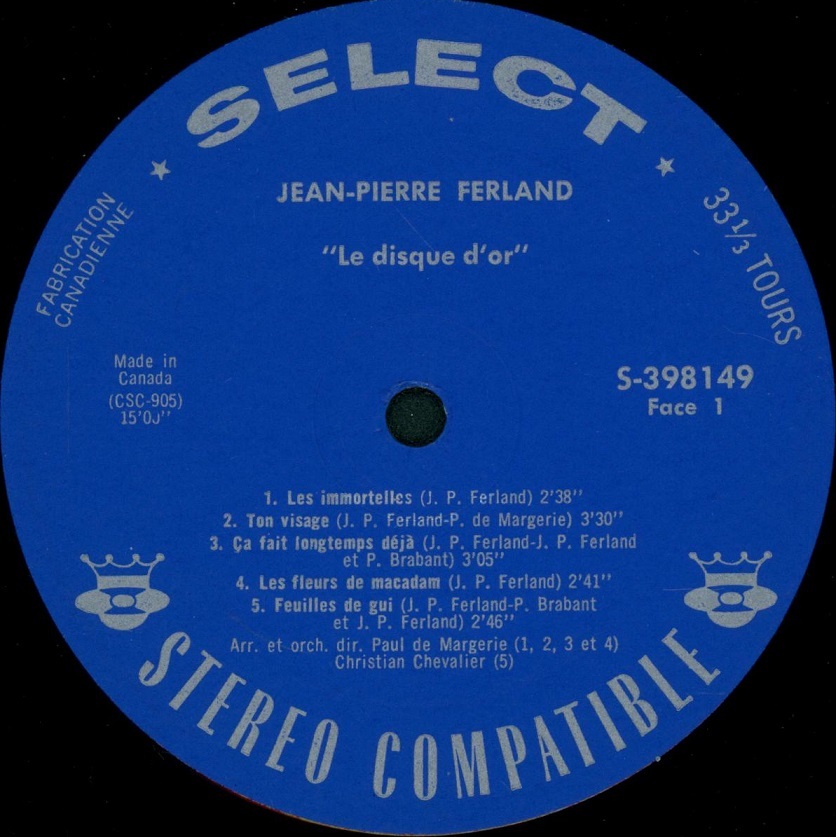 SELECT
JEAN-PIERRE FERLAND
"Le disque d'or"
FABRICATION
CANADIENNE
33 1/3 TOURS
Made in
Canada
(CSC-905)
15'0J"
S-398149
Face 1
1. Les immortelles (J. P. Ferland) 2'38"
2. Ton visage (J. P. Ferland-P. de Margerie) 3'30"
3. Ça fait longtemps déjà (J. P. Ferland-J. P. Ferland
et P. Brabant) 3'05"
4. Les fleurs de macadam (J. P. Ferland) 2'41"
5. Feuilles de gui (J. P. Ferland-P. Brabant
et J. P. Ferland) 2'46"
Arr. et orch. dir. Paul de Margerie (1, 2, 3 et 4)
Christian Chevalier (5)
STEREO COMPATIBLE